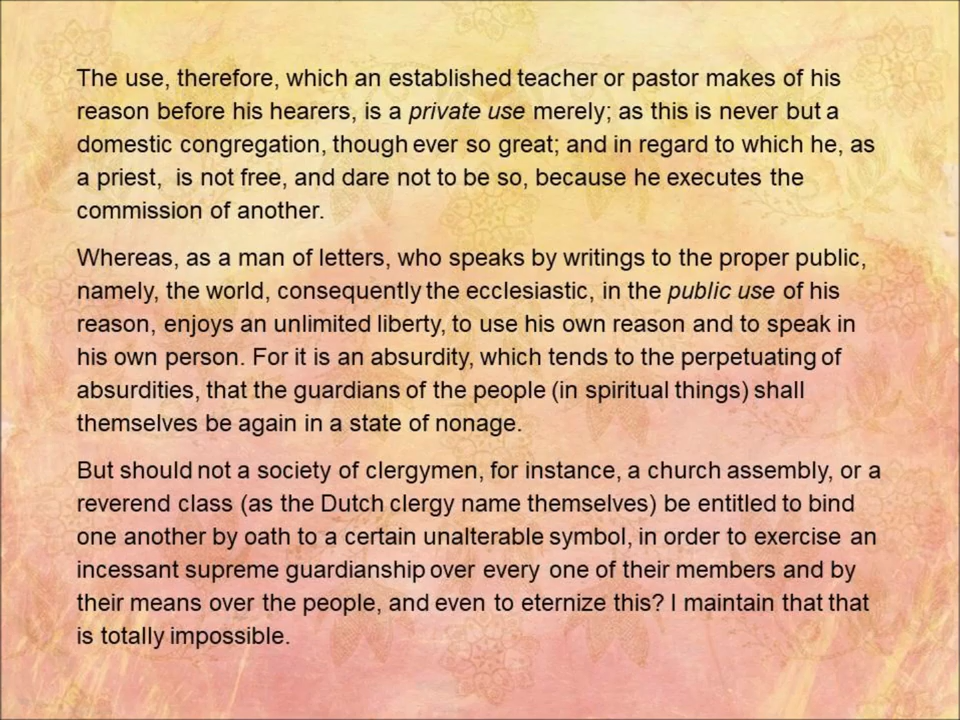 The use, therefore, which an established teacher or pastor makes of his
reason before his hearers, is a private use merely; as this is never but a
domestic congregation, though ever so great; and in regard to which he, as
a priest,  is not free, and dare not to be so, because he executes the
commission of another.
Whereas, as a man of letters, who speaks by writings to the proper public,
namely, the world, consequently the ecclesiastic, in the public use of his
reason, enjoys an unlimited liberty, to use his own reason and to speak in
his own person. For it is an absurdity, which tends to the perpetuating of
absurdities, that the guardians of the people (in spiritual things) shall
themselves be again in a state of nonage.
But should not a society of clergymen, for instance, a church assembly, or a
reverend class (as the Dutch clergy name themselves) be entitled to bind
one another by oath to a certain unalterable symbol, in order to exercise an
incessant supreme guardianship over every one of their members and by
their means over the people, and even to eternize this? I maintain that that
is totally impossible.